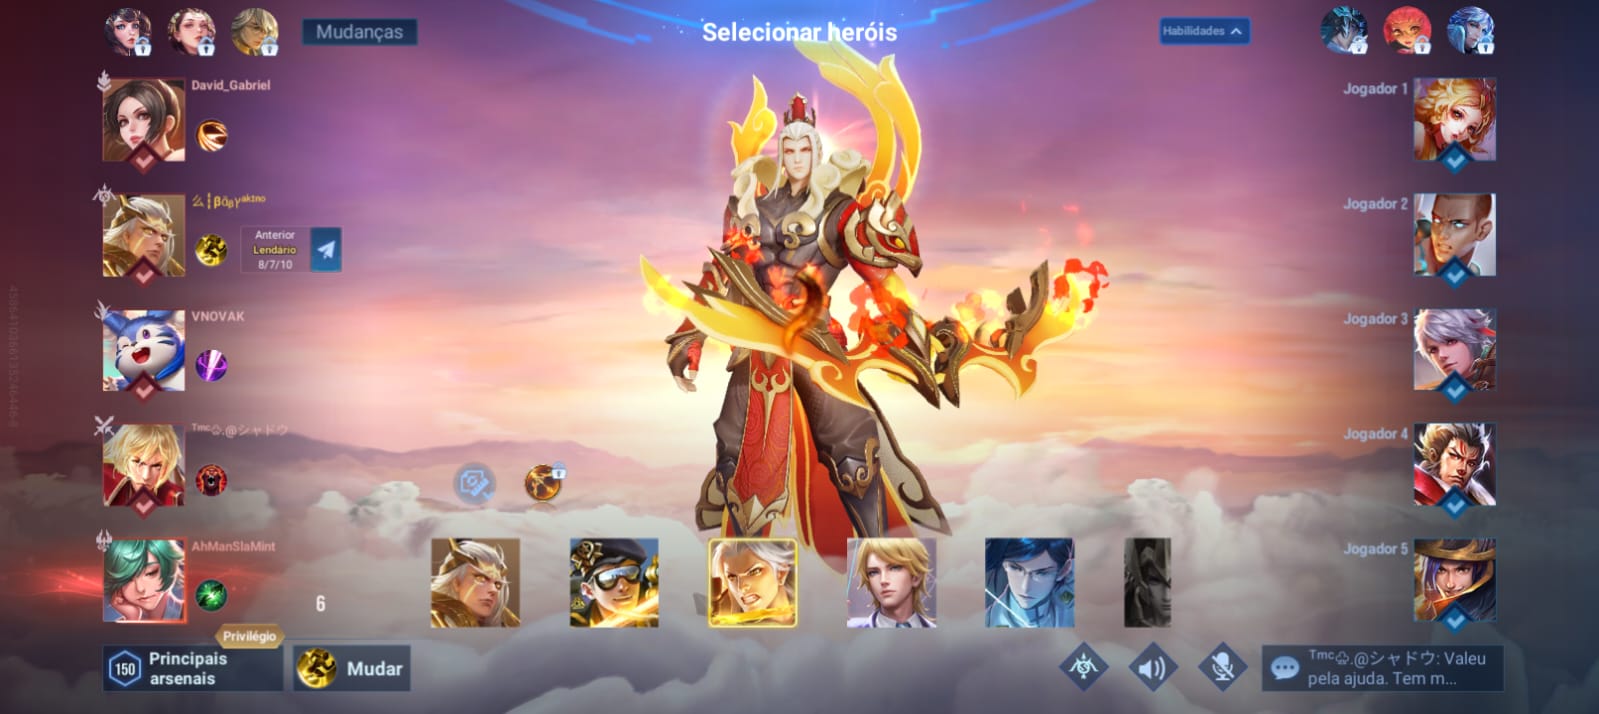 Mudanças
Selecionar heróis
Habilidades
David_Gabriel
Jogador 1
Jogador 2
Anterior
Lendário
8/7/10
VNOVAK
Jogador 3
Tmc♧.@シャドウ
Jogador 4
AhManSlaMint
Jogador 5
6
Privilégio
150
Principais
arsenais
Mudar
Tmc♧.@シャドウ: Valeu
pela ajuda. Tem m...